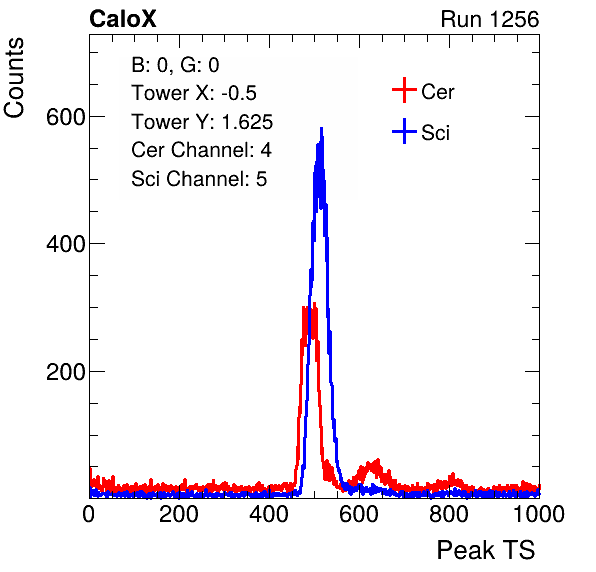 CaloX Run 1256
Counts
B: 0, G: 0
Tower X: -0.5
Tower Y: 1.625
Cer Channel: 4
Sci Channel: 5
Cer
Sci
600
400
200
0 200 400 600 800 1000
Peak TS